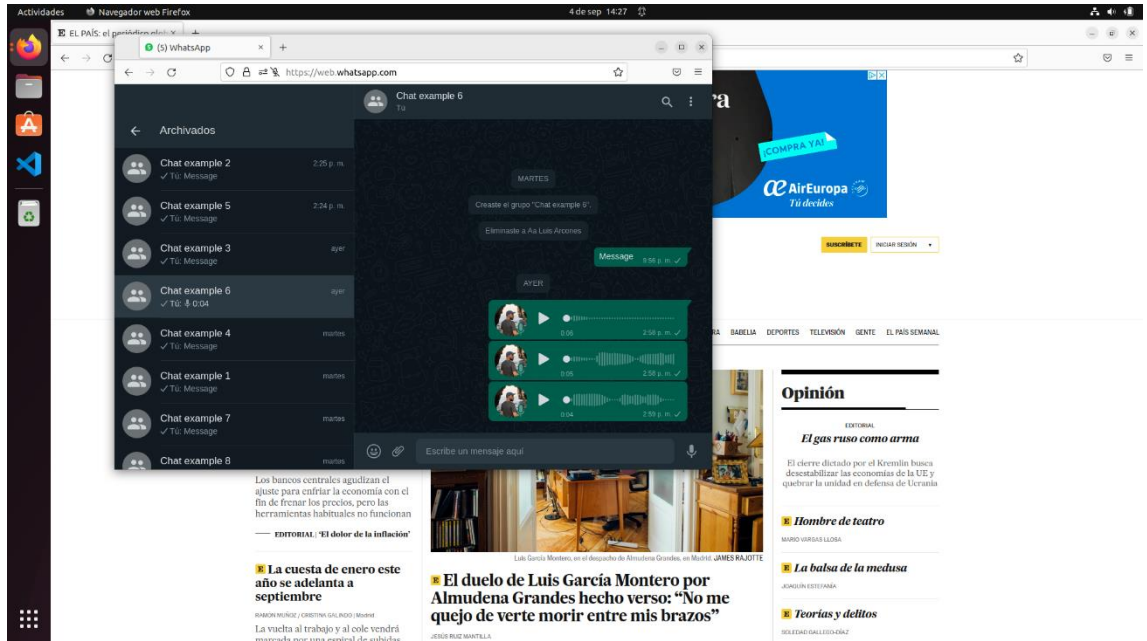 Actividades
Navegador web Firefox
4 de sep 14:27
EL PAÍS: el periódico glob
(5) WhatsApp
https://web.whatsapp.com
Archivados
Chat example 2
2:25 p. m.
✓ Tú: Message
Chat example 5
2:24 p. m.
✓ Tú: Message
Chat example 3
ayer
✓ Tú: Message
Chat example 6
ayer
✓ Tú: 0:04
Chat example 4
martes
✓ Tú: Message
Chat example 1
martes
✓ Tú: Message
Chat example 7
martes
✓ Tú: Message
Chat example 8
martes
Chat example 6
Tú
MARTES
Creaste el grupo "Chat example 6".
Eliminaste a Aa Luis Arcones
Message
9:56 p. m. ✓
AYER
0:06
2:58 p. m. ✓
0:05
2:58 p. m. ✓
0:04
2:59 p. m. ✓
Escribe un mensaje aquí
ra
¡COMPRA YA!
AirEuropa
Tú decides
SUSCRÍBETE
INICIAR SESIÓN
RA BABELIA DEPORTES TELEVISIÓN GENTE EL PAÍS SEMANAL
Los bancos centrales agudizan el
ajuste para enfriar la economía con el
fin de frenar los precios, pero las
herramientas habituales no funcionan
EDITORIAL | 'El dolor de la inflación'
E La cuesta de enero este
año se adelanta a
septiembre
RAMÓN MUÑOZ / CRISTINA GALINDO | Madrid
La vuelta al trabajo y al cole vendrá
marcada por una espiral de subidas
Luis García Montero, en el despacho de Almudena Grandes, en Madrid. JAMES RAJOTTE
E El duelo de Luis García Montero por
Almudena Grandes hecho verso: “No me
quejo de verte morir entre mis brazos”
JESÚS RUIZ MANTILLA
Opinión
EDITORIAL
El gas ruso como arma
El cierre dictado por el Kremlin busca
desestabilizar las economías de la UE y
quebrar la unidad en defensa de Ucrania
E Hombre de teatro
MARIO VARGAS LLOSA
E La balsa de la medusa
JOAQUÍN ESTEFANÍA
E Teorías y delitos
SOLEDAD GALLEGO-DÍAZ